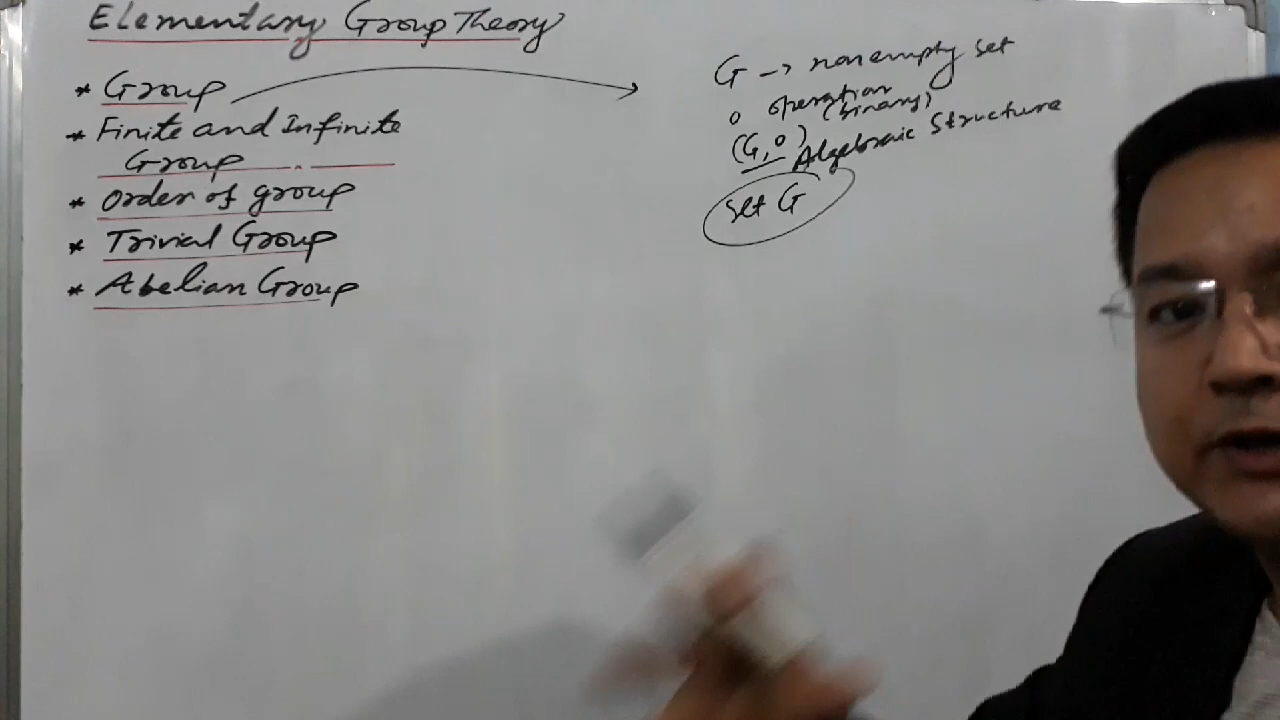 Elementary Group Theory
* Group
* Finite and Infinite
Group
* Order of group
* Trivial Group
* Abelian Group
G → nonempty set
o operation
(binary)
(G, o) Algebraic Structure
Set G